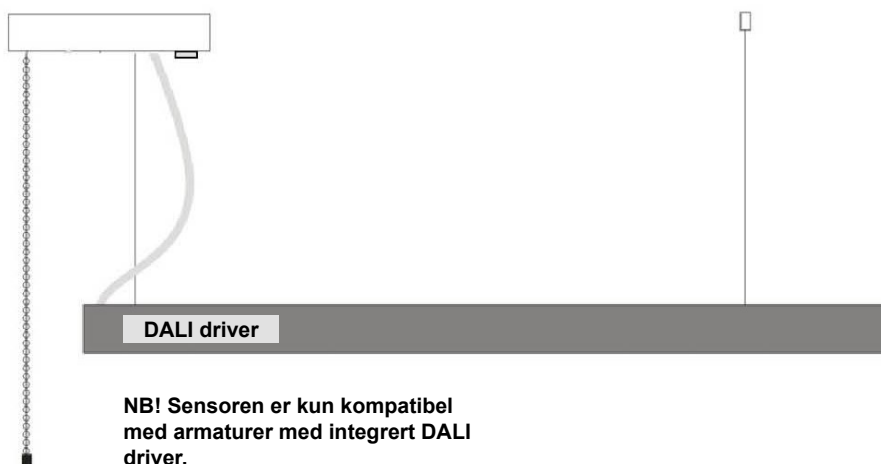 DALI driver
NB! Sensoren er kun kompatibel
med armaturer med integrert DALI
driver.